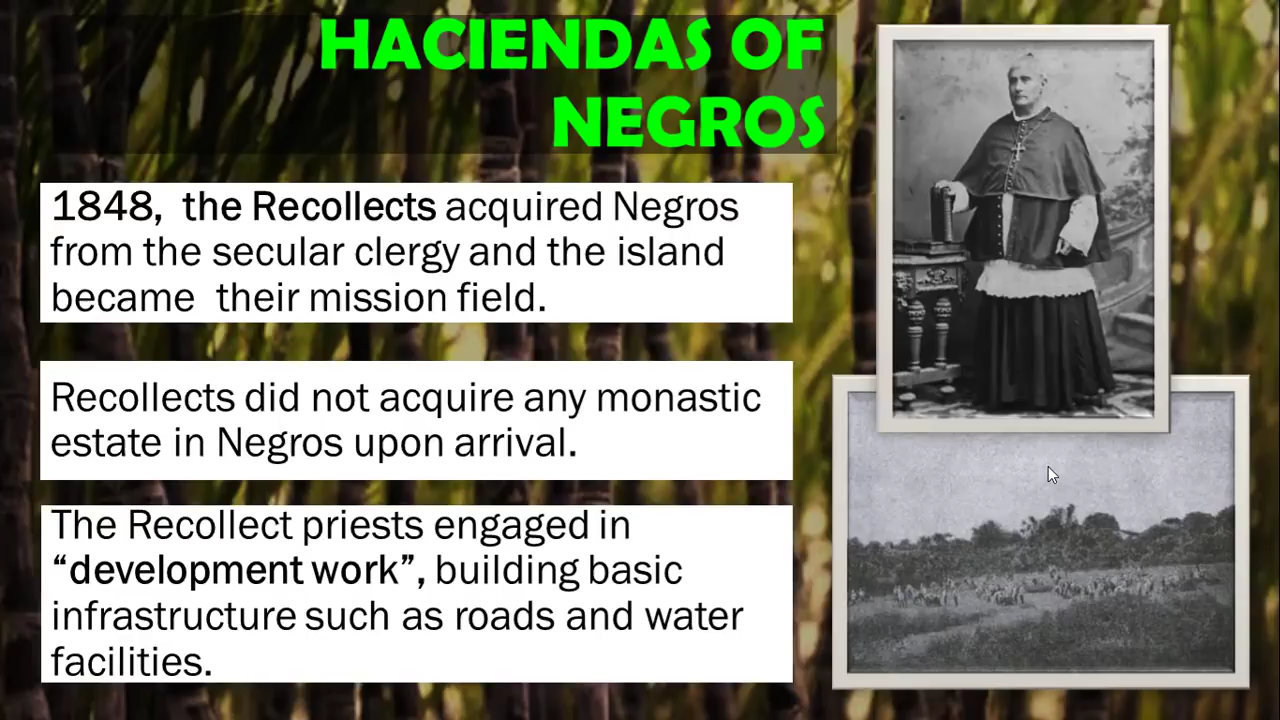 HACIENDAS OF
NEGROS
1848,  the Recollects acquired Negros
from the secular clergy and the island
became  their mission field.
Recollects did not acquire any monastic
estate in Negros upon arrival.
The Recollect priests engaged in
“development work”, building basic
infrastructure such as roads and water
facilities.